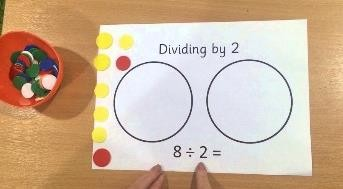 Dividing by 2
8 ÷ 2 =